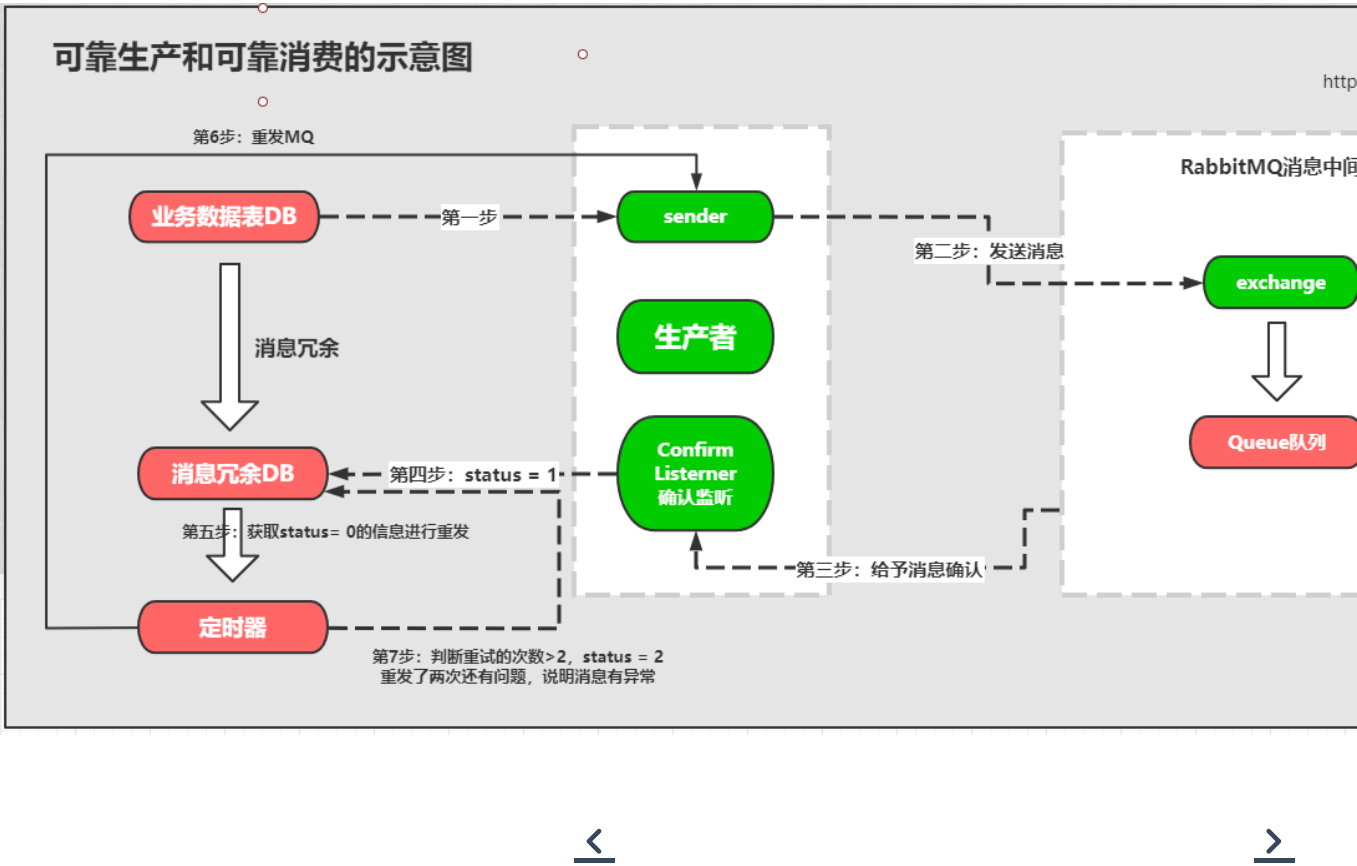 可靠生产和可靠消费的示意图
http
第6步：重发MQ
RabbitMQ消息中间
业务数据表DB
第一步
sender
第二步：发送消息
exchange
生产者
消息冗余
Queue队列
Confirm
Listerner
确认监听
消息冗余DB
第四步：status = 1
第五步：获取status= 0的信息进行重发
第三步：给予消息确认
定时器
第7步：判断重试的次数>2，status = 2
重发了两次还有问题，说明消息有异常